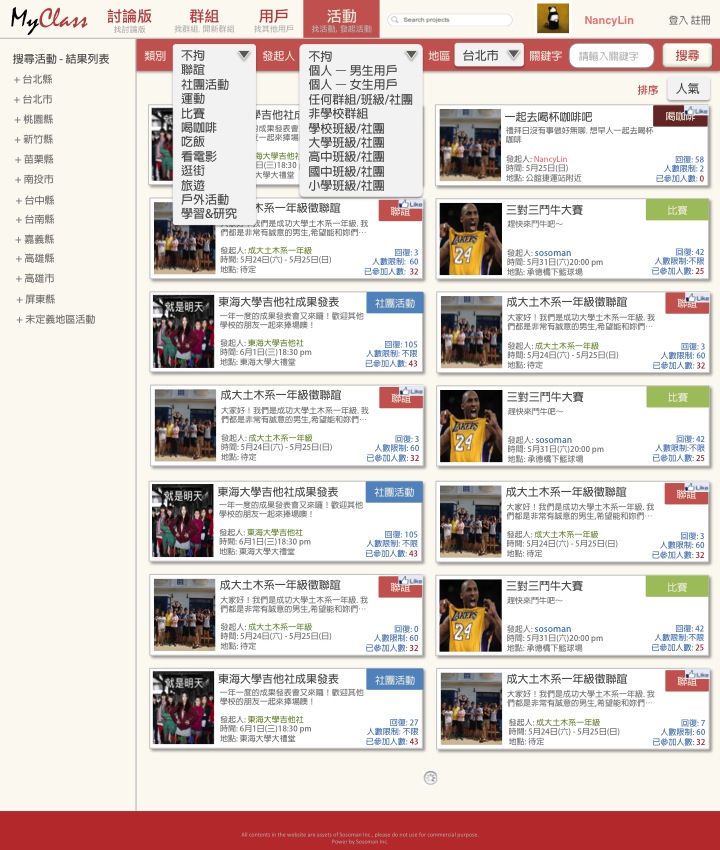 MyClass
討論版
找討論版
群組
找群組, 開新群組
用戶
找其他用戶
活動
找活動, 發起活動
Search projects
NancyLin
登入 註冊
搜尋活動 - 結果列表
+ 台北縣
+ 台北市
+ 桃園縣
+ 新竹縣
+ 苗栗縣
+ 南投市
+ 台中縣
+ 台南縣
+ 嘉義縣
+ 高雄縣
+ 高雄市
+ 屏東縣
+ 未定義地區活動
類別
不拘
聯誼
社團活動
運動
比賽
喝咖啡
吃飯
看電影
逛街
旅遊
戶外活動
學習&研究
發起人
不拘
個人 — 男生用戶
個人 — 女生用戶
任何群組/班級/社團
非學校群組
學校班級/社團
大學班級/社團
高中班級/社團
國中班級/社團
小學班級/社團
地區
台北市
關鍵字
請輸入關鍵字
搜尋
排序
人氣
一起去喝杯咖啡吧
喝咖啡
Like
禮拜日沒有事做好無聊, 想早人一起去喝杯
咖啡
發起人: NancyLin
時間: 5月25日(日)
地點: 公館捷運站附近
回復: 58
人數限制: 2
已參加人數: 0
木系一年級徵聯誼
聯誼
Like
們都是非常有誠意的男生,希望能和妳們⋯
發起人: 成大土木系一年級
時間: 5月24日(六) - 5月25日(日)
地點: 待定
回復: 3
人數限制: 60
已參加人數: 32
三對三鬥牛大賽
比賽
趕快來鬥牛吧～
發起人: sosoman
時間: 5月31日(六)20:00 pm
地點: 承德橋下籃球場
回復: 42
人數限制:不限
已參加人數: 25
就是明天
東海大學吉他社成果發表
社團活動
一年一度的成果發表會又來囉！歡迎其他
學校的朋友一起來捧場噢！
發起人: 東海大學吉他社
時間: 6月1日(三)18:30 pm
地點: 東海大學大禮堂
回復: 105
人數限制: 不限
已參加人數: 43
成大土木系一年級徵聯誼
聯誼
Like
大家好！我們是成功大學土木系一年級, 我
們都是非常有誠意的男生,希望能和妳們⋯
發起人: 成大土木系一年級
時間: 5月24日(六) - 5月25日(日)
地點: 待定
回復: 3
人數限制: 60
已參加人數: 32
成大土木系一年級徵聯誼
聯誼
Like
大家好！我們是成功大學土木系一年級, 我
們都是非常有誠意的男生,希望能和妳們⋯
發起人: 成大土木系一年級
時間: 5月24日(六) - 5月25日(日)
地點: 待定
回復: 3
人數限制: 60
已參加人數: 32
LAKERS
24
三對三鬥牛大賽
比賽
趕快來鬥牛吧～
發起人: sosoman
時間: 5月31日(六)20:00 pm
地點: 承德橋下籃球場
回復: 42
人數限制:不限
已參加人數: 25
就是明天
東海大學吉他社成果發表
社團活動
一年一度的成果發表會又來囉！歡迎其他
學校的朋友一起來捧場噢！
發起人: 東海大學吉他社
時間: 6月1日(三)18:30 pm
地點: 東海大學大禮堂
回復: 105
人數限制: 不限
已參加人數: 43
成大土木系一年級徵聯誼
聯誼
Like
大家好！我們是成功大學土木系一年級, 我
們都是非常有誠意的男生,希望能和妳們⋯
發起人: 成大土木系一年級
時間: 5月24日(六) - 5月25日(日)
地點: 待定
回復: 3
人數限制: 60
已參加人數: 32
成大土木系一年級徵聯誼
聯誼
Like
大家好！我們是成功大學土木系一年級, 我
們都是非常有誠意的男生,希望能和妳們⋯
發起人: 成大土木系一年級
時間: 5月24日(六) - 5月25日(日)
地點: 待定
回復: 0
人數限制: 60
已參加人數: 32
LAKERS
24
三對三鬥牛大賽
比賽
趕快來鬥牛吧～
發起人: sosoman
時間: 5月31日(六)20:00 pm
地點: 承德橋下籃球場
回復: 42
人數限制:不限
已參加人數: 25
就是明天
東海大學吉他社成果發表
社團活動
一年一度的成果發表會又來囉！歡迎其他
學校的朋友一起來捧場噢！
發起人: 東海大學吉他社
時間: 6月1日(三)18:30 pm
地點: 東海大學大禮堂
回復: 27
人數限制: 不限
已參加人數: 43
成大土木系一年級徵聯誼
聯誼
Like
大家好！我們是成功大學土木系一年級, 我
們都是非常有誠意的男生,希望能和妳們⋯
發起人: 成大土木系一年級
時間: 5月24日(六) - 5月25日(日)
地點: 待定
回復: 7
人數限制: 60
已參加人數: 32
All contents in the website are assets of Sosoman Inc., please do not use for commercial purpose.
Power by Sosoman Inc.